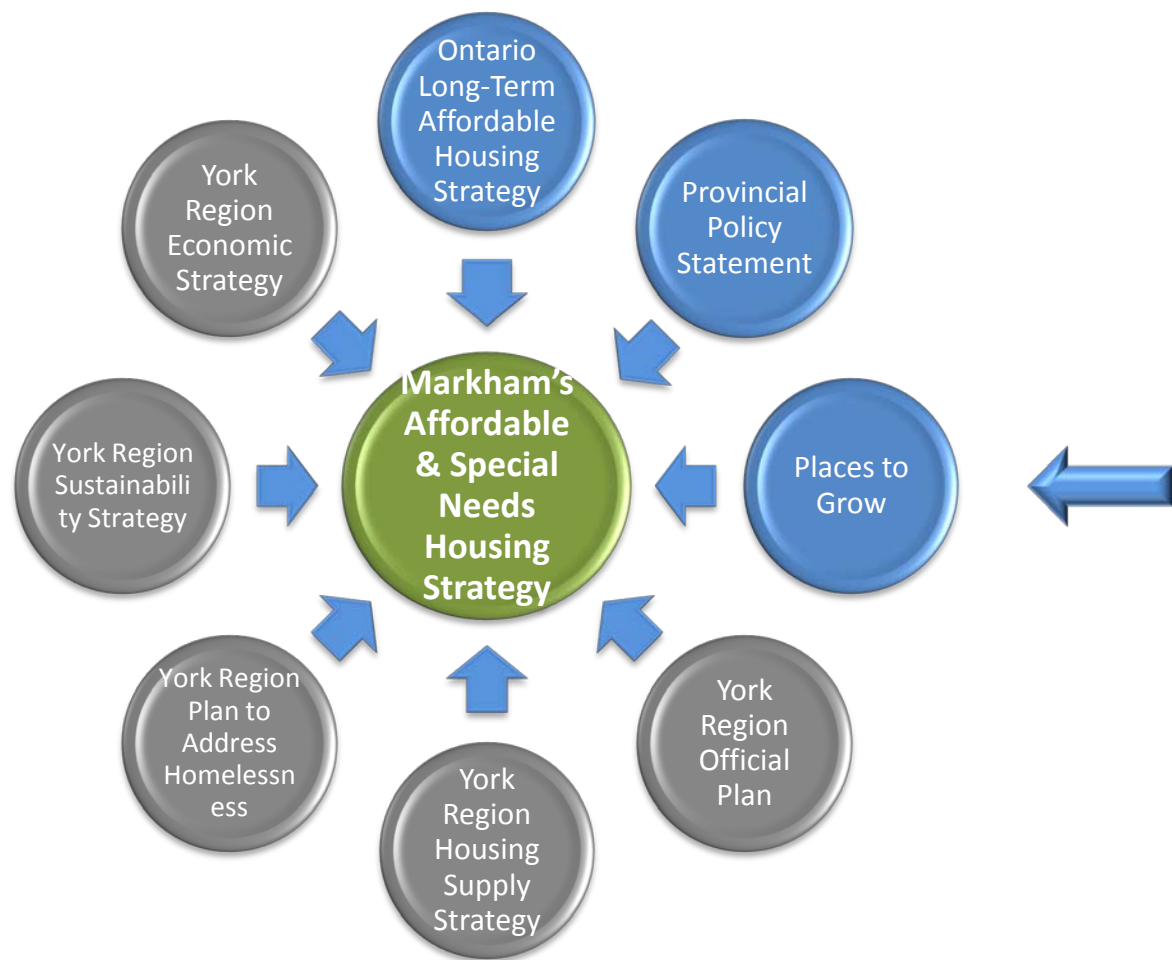 Ontario
Long-Term
Affordable
Housing
Strategy
Provincial
Policy
Statement
Places to
Grow
York
Region
Official
Plan
York
Region
Housing
Supply
Strategy
York Region
Plan to
Address
Homelessn
ess
York Region
Sustainabili
ty Strategy
York
Region
Economic
Strategy
Markham’s
Affordable
& Special
Needs
Housing
Strategy